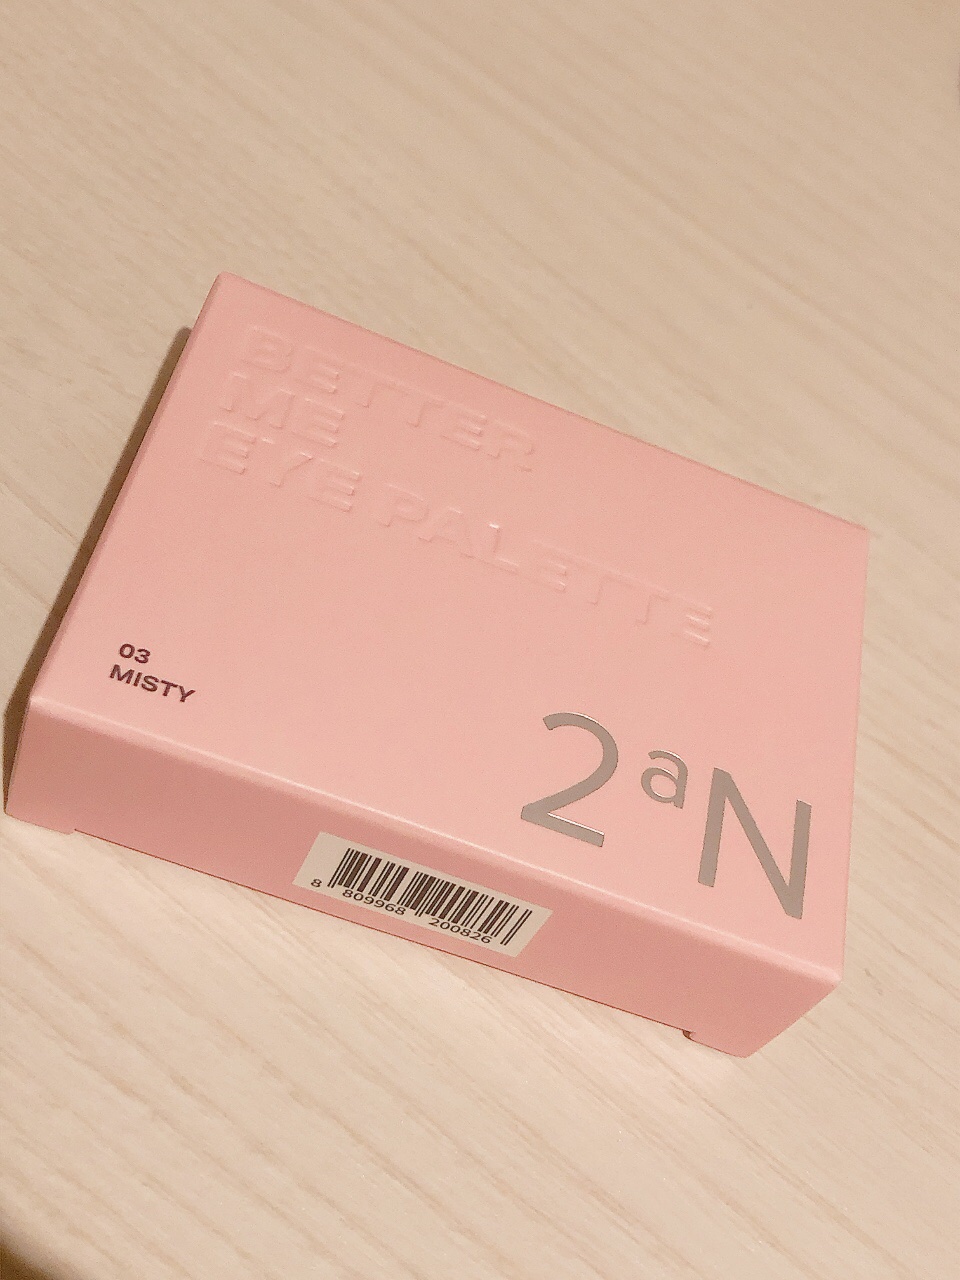 BETTER
ME
EYE PALETTE
03
MISTY
2aN
8 809968 200826